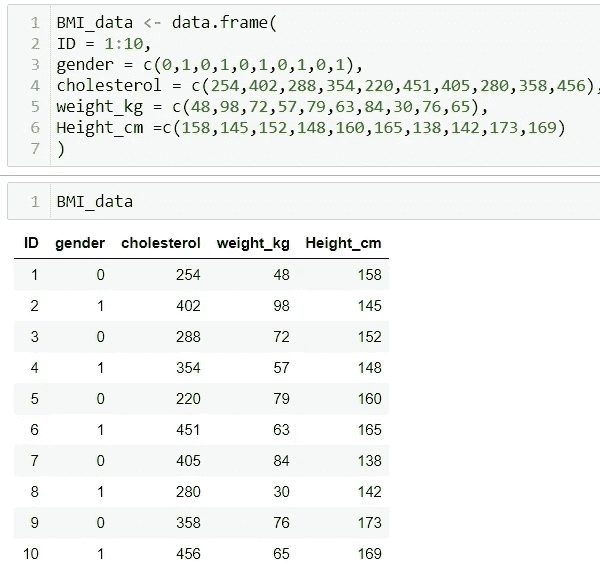 1 BMI_data <- data.frame(
2 ID = 1:10,
3 gender = c(0,1,0,1,0,1,0,1,0,1),
4 cholesterol = c(254,402,288,354,220,451,405,280,358,456),
5 weight_kg = c(48,98,72,57,79,63,84,30,76,65),
6 Height_cm =c(158,145,152,148,160,165,138,142,173,169)
7 )
1 BMI_data
ID gender cholesterol weight_kg Height_cm
1 0 254 48 158
2 1 402 98 145
3 0 288 72 152
4 1 354 57 148
5 0 220 79 160
6 1 451 63 165
7 0 405 84 138
8 1 280 30 142
9 0 358 76 173
10 1 456 65 169